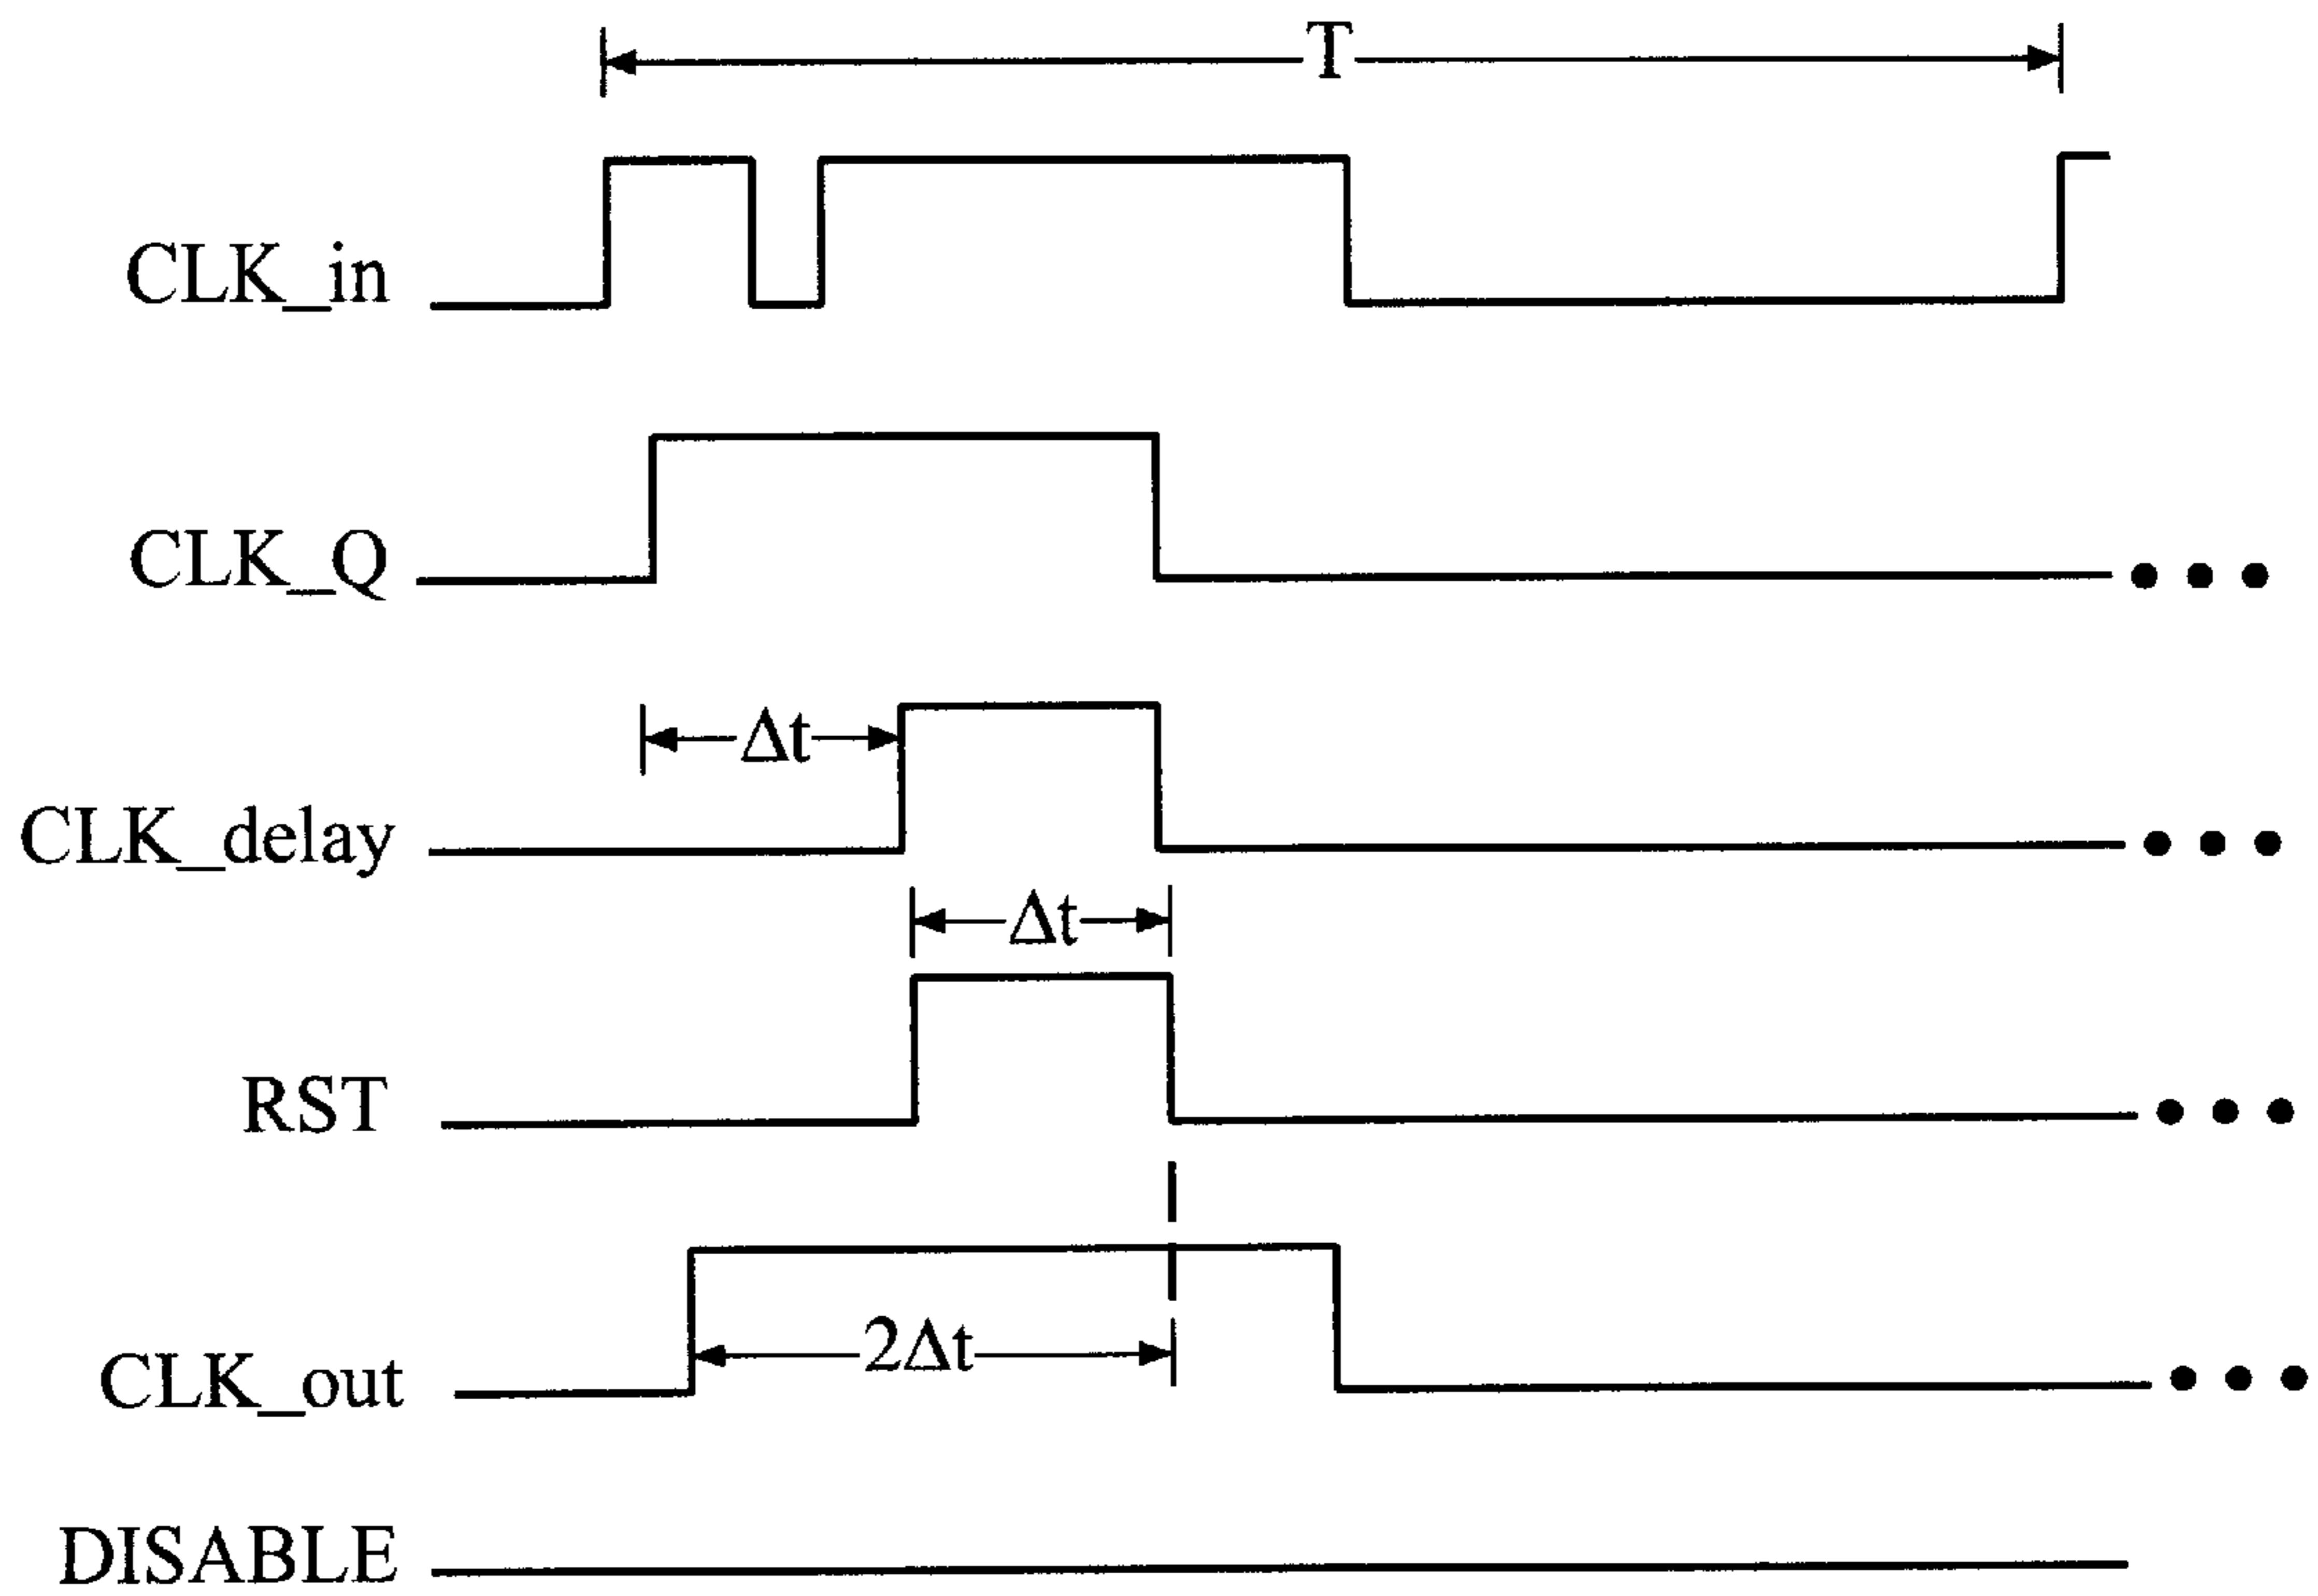 T
CLK_in
CLK_Q
Δt
CLK_delay
Δt
RST
2Δt
CLK_out
DISABLE